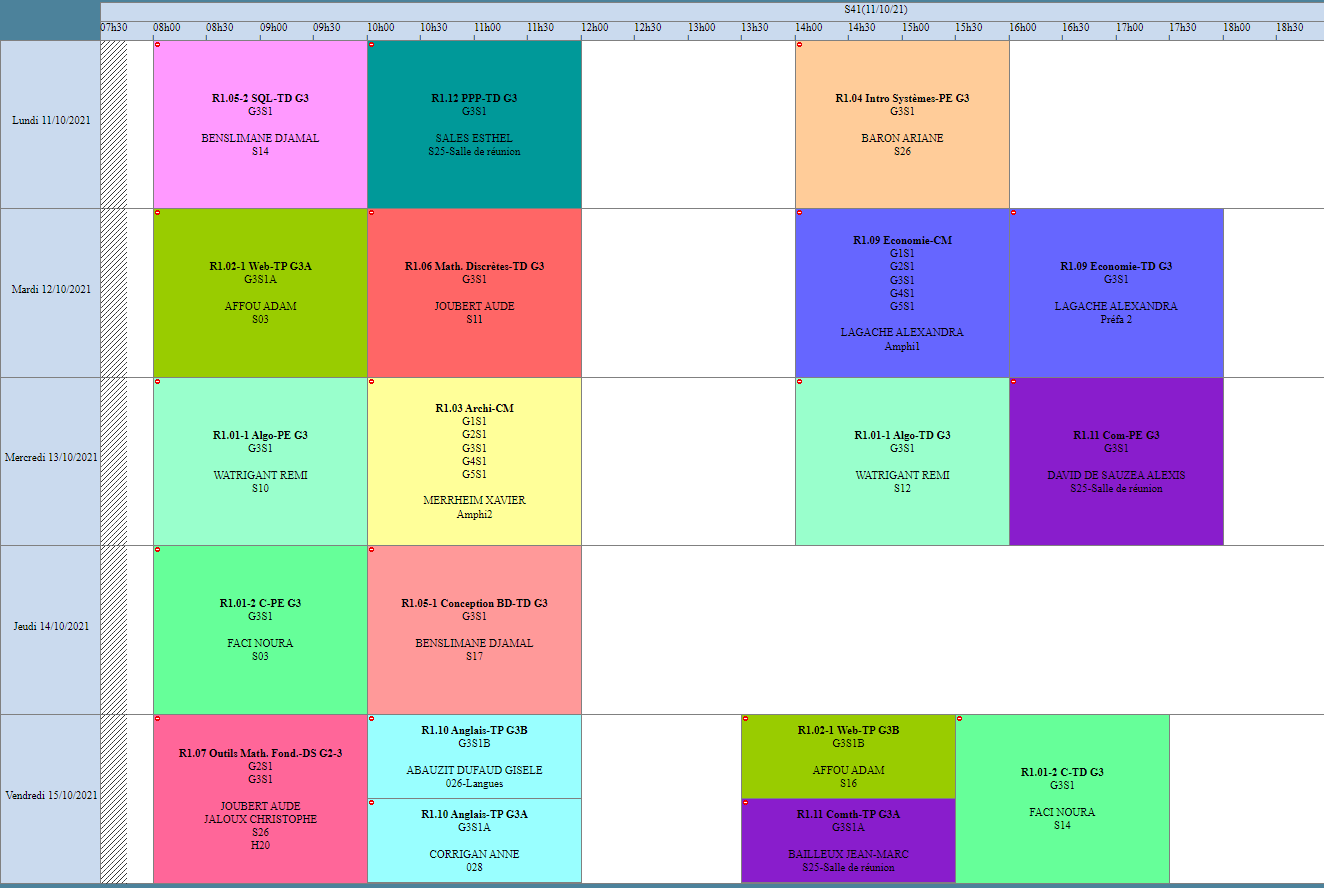 S41(11/10/21)
07h30 08h00 08h30 09h00 09h30 10h00 10h30 11h00 11h30 12h00 12h30 13h00 13h30 14h00 14h30 15h00 15h30 16h00 16h30 17h00 17h30 18h00 18h30
Lundi 11/10/2021
R1.05-2 SQL-TD G3
G3S1
BENSLIMANE DJAMAL
S14
R1.12 PPP-TD G3
G3S1
SALES ESTHEL
S25-Salle de réunion
R1.04 Intro Systèmes-PE G3
G3S1
BARON ARIANE
S26
Mardi 12/10/2021
R1.02-1 Web-TP G3A
G3S1A
AFFOU ADAM
S03
R1.06 Math. Discrètes-TD G3
G3S1
JOUBERT AUDE
S11
R1.09 Economie-CM
G1S1
G2S1
G3S1
G4S1
G5S1
LAGACHE ALEXANDRA
Amphi1
R1.09 Economie-TD G3
G3S1
LAGACHE ALEXANDRA
Préfa 2
Mercredi 13/10/2021
R1.01-1 Algo-PE G3
G3S1
WATRIGANT REMI
S10
R1.03 Archi-CM
G1S1
G2S1
G3S1
G4S1
G5S1
MERRHEIM XAVIER
Amphi2
R1.01-1 Algo-TD G3
G3S1
WATRIGANT REMI
S12
R1.11 Com-PE G3
G3S1
DAVID DE SAUZEA ALEXIS
S25-Salle de réunion
Jeudi 14/10/2021
R1.01-2 C-PE G3
G3S1
FACI NOURA
S03
R1.05-1 Conception BD-TD G3
G3S1
BENSLIMANE DJAMAL
S17
Vendredi 15/10/2021
R1.07 Outils Math. Fond.-DS G2-3
G2S1
G3S1
JOUBERT AUDE
JALOUX CHRISTOPHE
S26
H20
R1.10 Anglais-TP G3B
G3S1B
ABAUZIT DUFAUD GISELE
026-Langues
R1.10 Anglais-TP G3A
G3S1A
CORRIGAN ANNE
028
R1.02-1 Web-TP G3B
G3S1B
AFFOU ADAM
S16
R1.11 Comth-TP G3A
G3S1A
BAILLEUX JEAN-MARC
S25-Salle de réunion
R1.01-2 C-TD G3
G3S1
FACI NOURA
S14